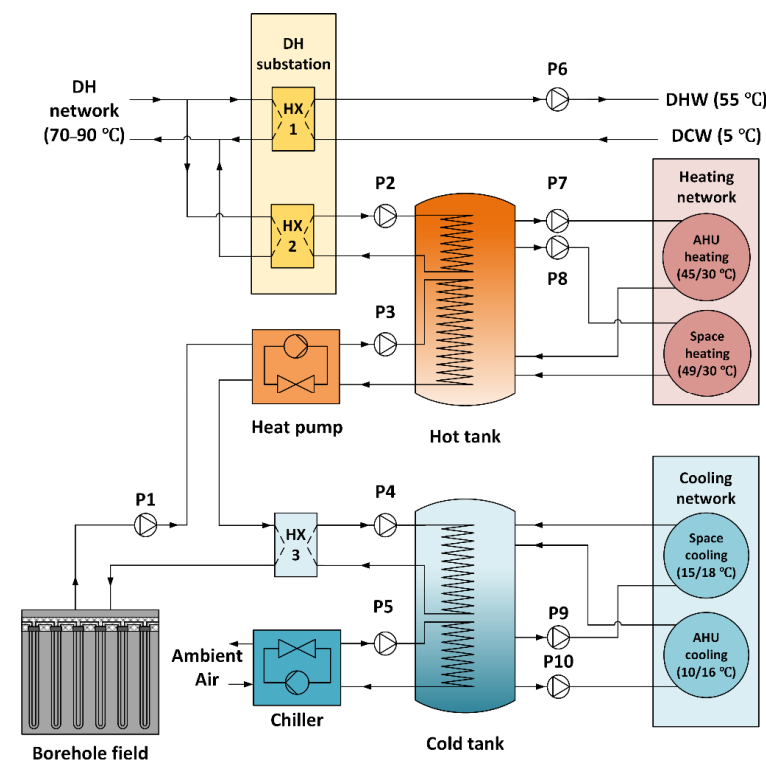 DH
substation
DH
network
(70–90 ℃)
HX
1
P6
DHW (55 ℃)
DCW (5 ℃)
HX
2
P2
P7
P8
Heating
network
AHU
heating
(45/30 ℃)
Space
heating
(49/30 ℃)
P3
Heat pump
Hot tank
P1
HX
3
P4
Cooling
network
Space
cooling
(15/18 ℃)
AHU
cooling
(10/16 ℃)
P5
P9
P10
Ambient
Air
Chiller
Cold tank
Borehole field